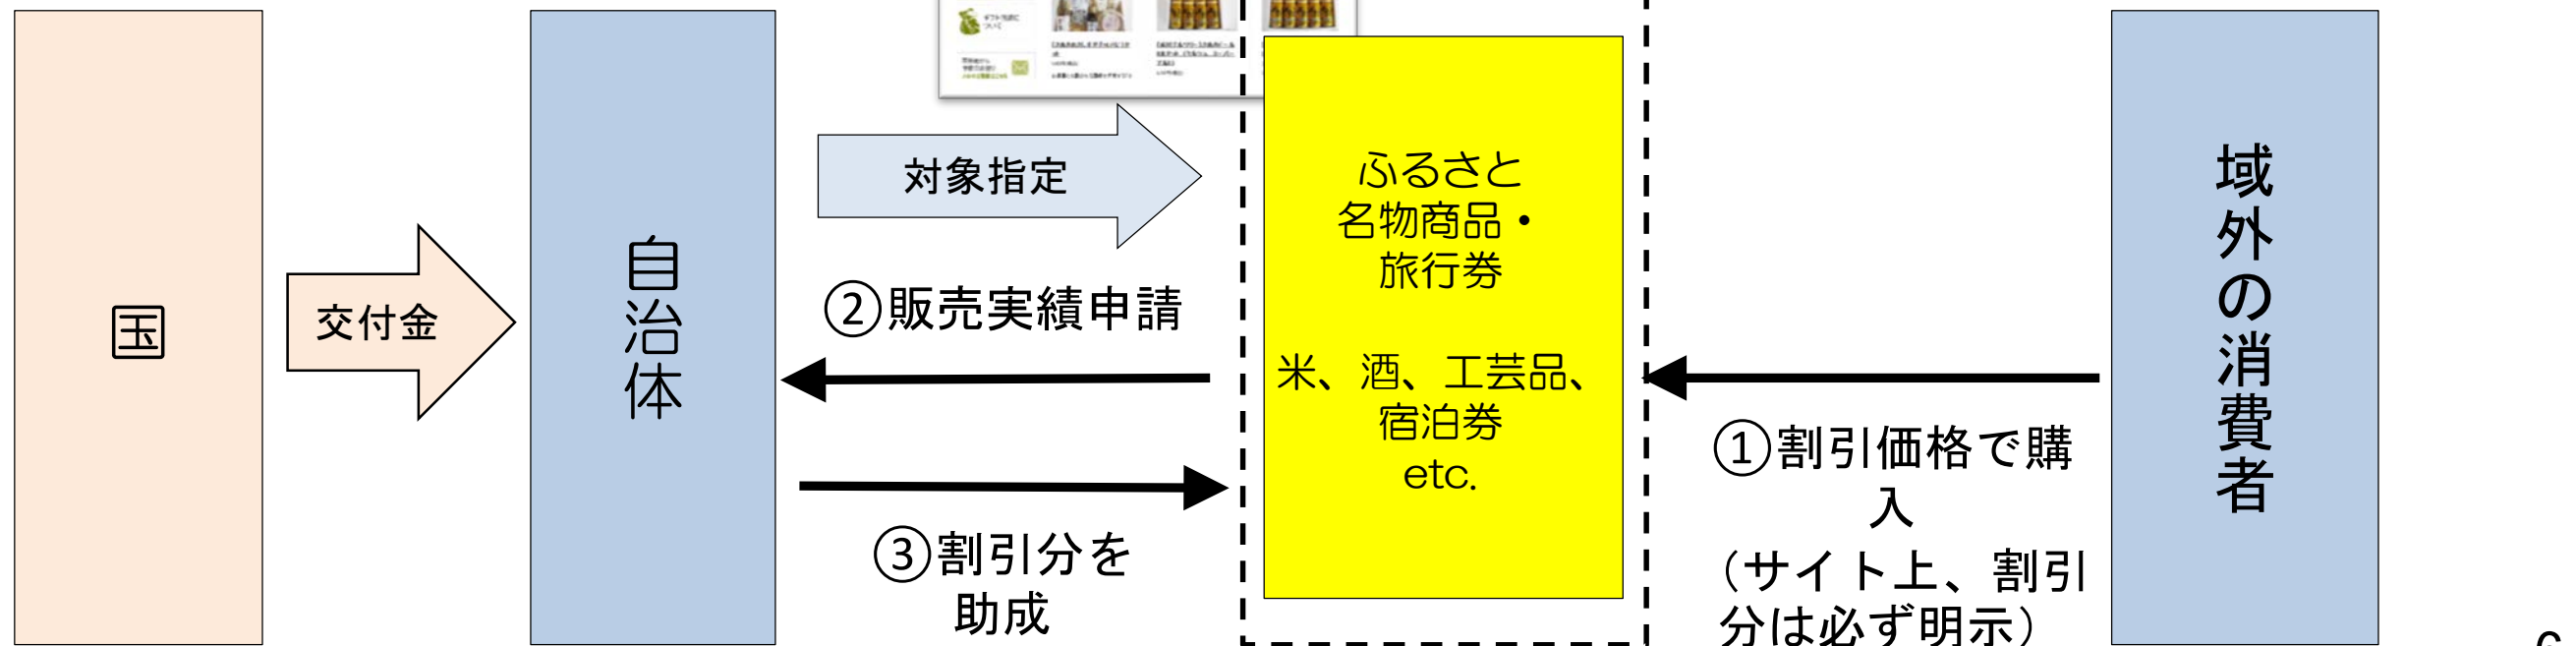 国
交付金
自治体
対象指定
②販売実績申請
③割引分を
助成
ふるさと
名物商品・
旅行券
米、酒、工芸品、
宿泊券
etc.
①割引価格で購
入
（サイト上、割引
分は必ず明示）
域外の消費者